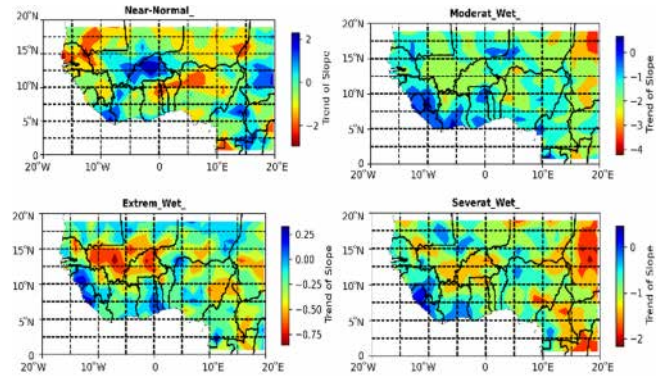 Near-Normal_
20°N
15°N
10°N
5°N
0
20°W 10°W 0 10°E 20°E
2
0
−2
Trend of Slope
Moderat_Wet_
20°N
15°N
10°N
5°N
0
20°W 10°W 0 10°E 20°E
0
−1
−2
−3
−4
Trend of Slope
Extrem_Wet_
20°N
15°N
10°N
5°N
0
20°W 10°W 0 10°E 20°E
0.25
0.00
−0.25
−0.50
−0.75
Trend of Slope
Severat_Wet_
20°N
15°N
10°N
5°N
0
20°W 10°W 0 10°E 20°E
0
−1
−2
Trend of Slope